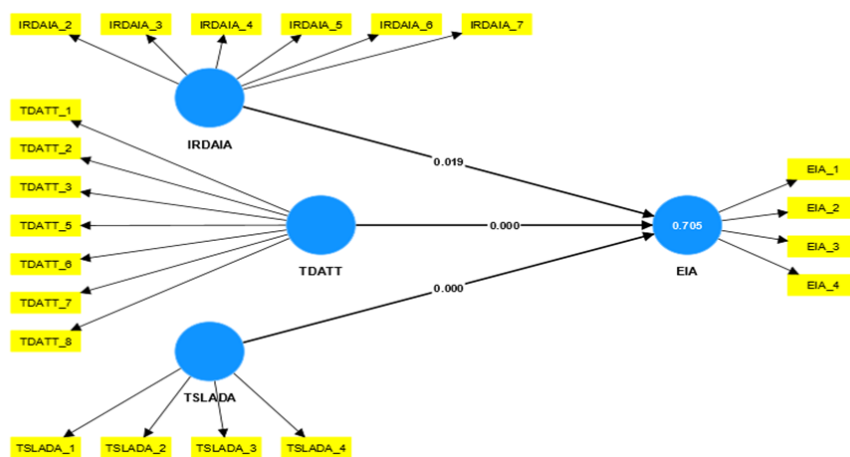 IRDAIA_2 IRDAIA_3 IRDAIA_4 IRDAIA_5 IRDAIA_6 IRDAIA_7
IRDAIA
0.019
TDATT_1
TDATT_2
TDATT_3
TDATT_5
TDATT_6
TDATT_7
TDATT_8
TDATT
0.000
0.000
0.705
EIA
EIA_1
EIA_2
EIA_3
EIA_4
TSLADA
TSLADA_1 TSLADA_2 TSLADA_3 TSLADA_4